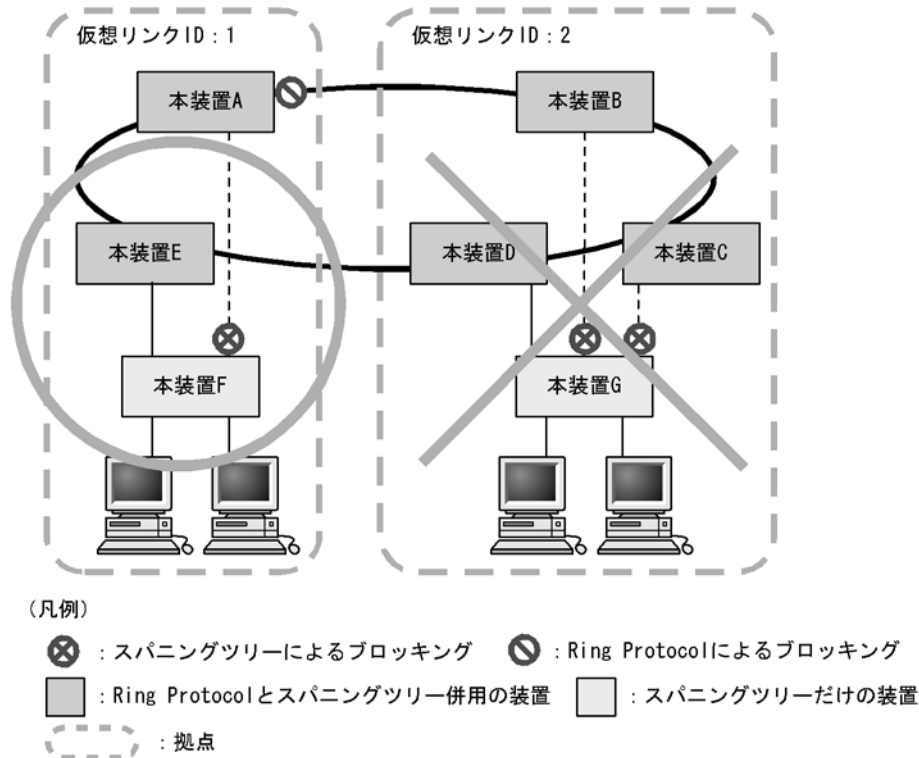 仮想リンクID：1
仮想リンクID：2
本装置A
本装置B
本装置E
本装置D
本装置C
本装置F
本装置G
（凡例）
：スパニングツリーによるブロッキング
：Ring Protocolによるブロッキング
：Ring Protocolとスパニングツリー併用の装置
：スパニングツリーだけの装置
：拠点